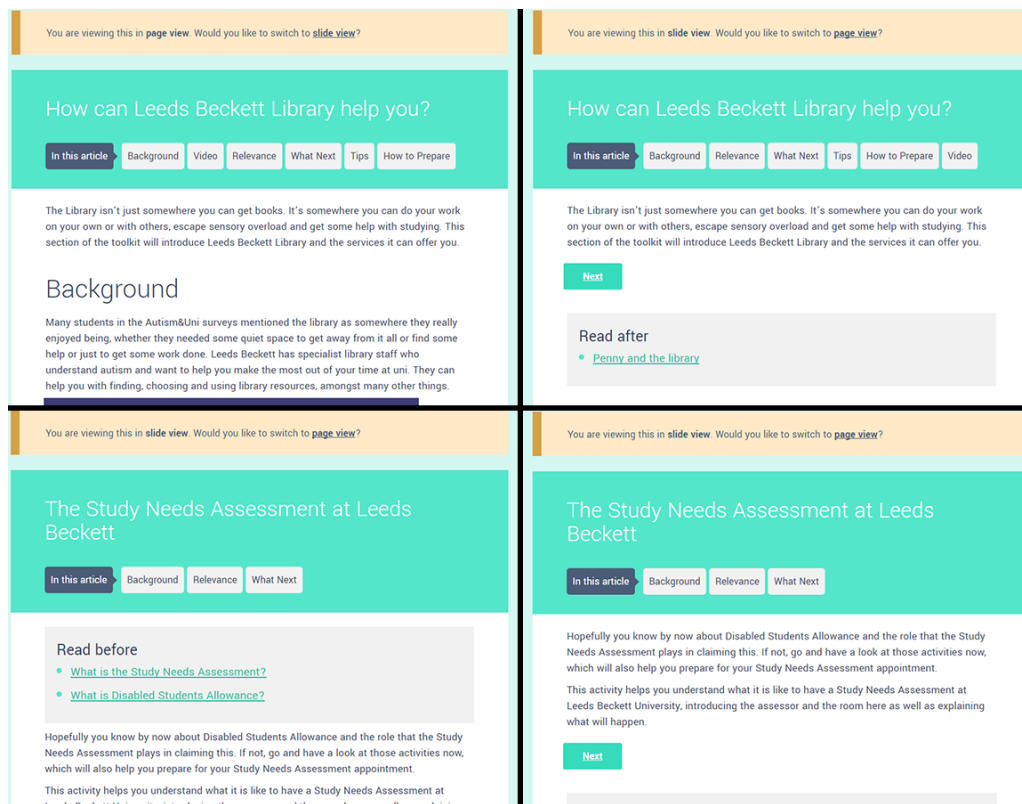 You are viewing this in page view. Would you like to switch to slide view?
How can Leeds Beckett Library help you?
In this article Background Video Relevance What Next Tips How to Prepare
The Library isn't just somewhere you can get books. It's somewhere you can do your work
on your own or with others, escape sensory overload and get some help with studying. This
section of the toolkit will introduce Leeds Beckett Library and the services it can offer you.
Background
Many students in the Autism&Uni surveys mentioned the library as somewhere they really
enjoyed being, whether they needed some quiet space to get away from it all or find some
help or just to get some work done. Leeds Beckett has specialist library staff who
understand autism and want to help you make the most out of your time at uni. They can
help you with finding, choosing and using library resources, amongst many other things.
You are viewing this in slide view. Would you like to switch to page view?
How can Leeds Beckett Library help you?
In this article Background Relevance What Next Tips How to Prepare Video
The Library isn't just somewhere you can get books. It's somewhere you can do your work
on your own or with others, escape sensory overload and get some help with studying. This
section of the toolkit will introduce Leeds Beckett Library and the services it can offer you.
Next
Read after
Penny and the library
You are viewing this in slide view. Would you like to switch to page view?
The Study Needs Assessment at Leeds
Beckett
In this article Background Relevance What Next
Read before
What is the Study Needs Assessment?
What is Disabled Students Allowance?
Hopefully you know by now about Disabled Students Allowance and the role that the Study
Needs Assessment plays in claiming this. If not, go and have a look at those activities now,
which will also help you prepare for your Study Needs Assessment appointment.
This activity helps you understand what it is like to have a Study Needs Assessment at
You are viewing this in slide view. Would you like to switch to page view?
The Study Needs Assessment at Leeds
Beckett
In this article Background Relevance What Next
Hopefully you know by now about Disabled Students Allowance and the role that the Study
Needs Assessment plays in claiming this. If not, go and have a look at those activities now,
which will also help you prepare for your Study Needs Assessment appointment.
This activity helps you understand what it is like to have a Study Needs Assessment at
Leeds Beckett University, introducing the assessor and the room here as well as explaining
what will happen.
Next